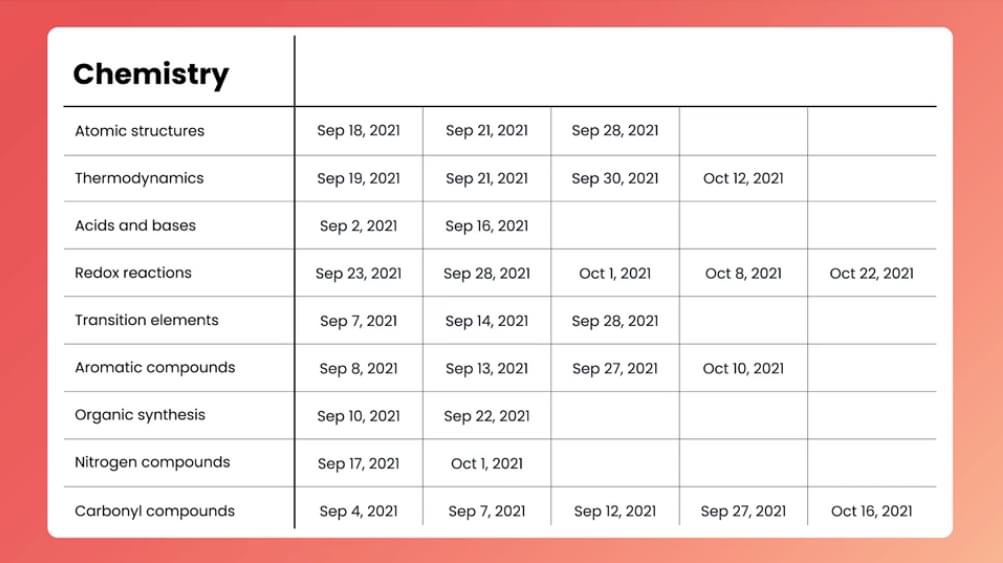 Chemistry
Atomic structures Sep 18, 2021 Sep 21, 2021 Sep 28, 2021
Thermodynamics Sep 19, 2021 Sep 21, 2021 Sep 30, 2021 Oct 12, 2021
Acids and bases Sep 2, 2021 Sep 16, 2021
Redox reactions Sep 23, 2021 Sep 28, 2021 Oct 1, 2021 Oct 8, 2021 Oct 22, 2021
Transition elements Sep 7, 2021 Sep 14, 2021 Sep 28, 2021
Aromatic compounds Sep 8, 2021 Sep 13, 2021 Sep 27, 2021 Oct 10, 2021
Organic synthesis Sep 10, 2021 Sep 22, 2021
Nitrogen compounds Sep 17, 2021 Oct 1, 2021
Carbonyl compounds Sep 4, 2021 Sep 7, 2021 Sep 12, 2021 Sep 27, 2021 Oct 16, 2021